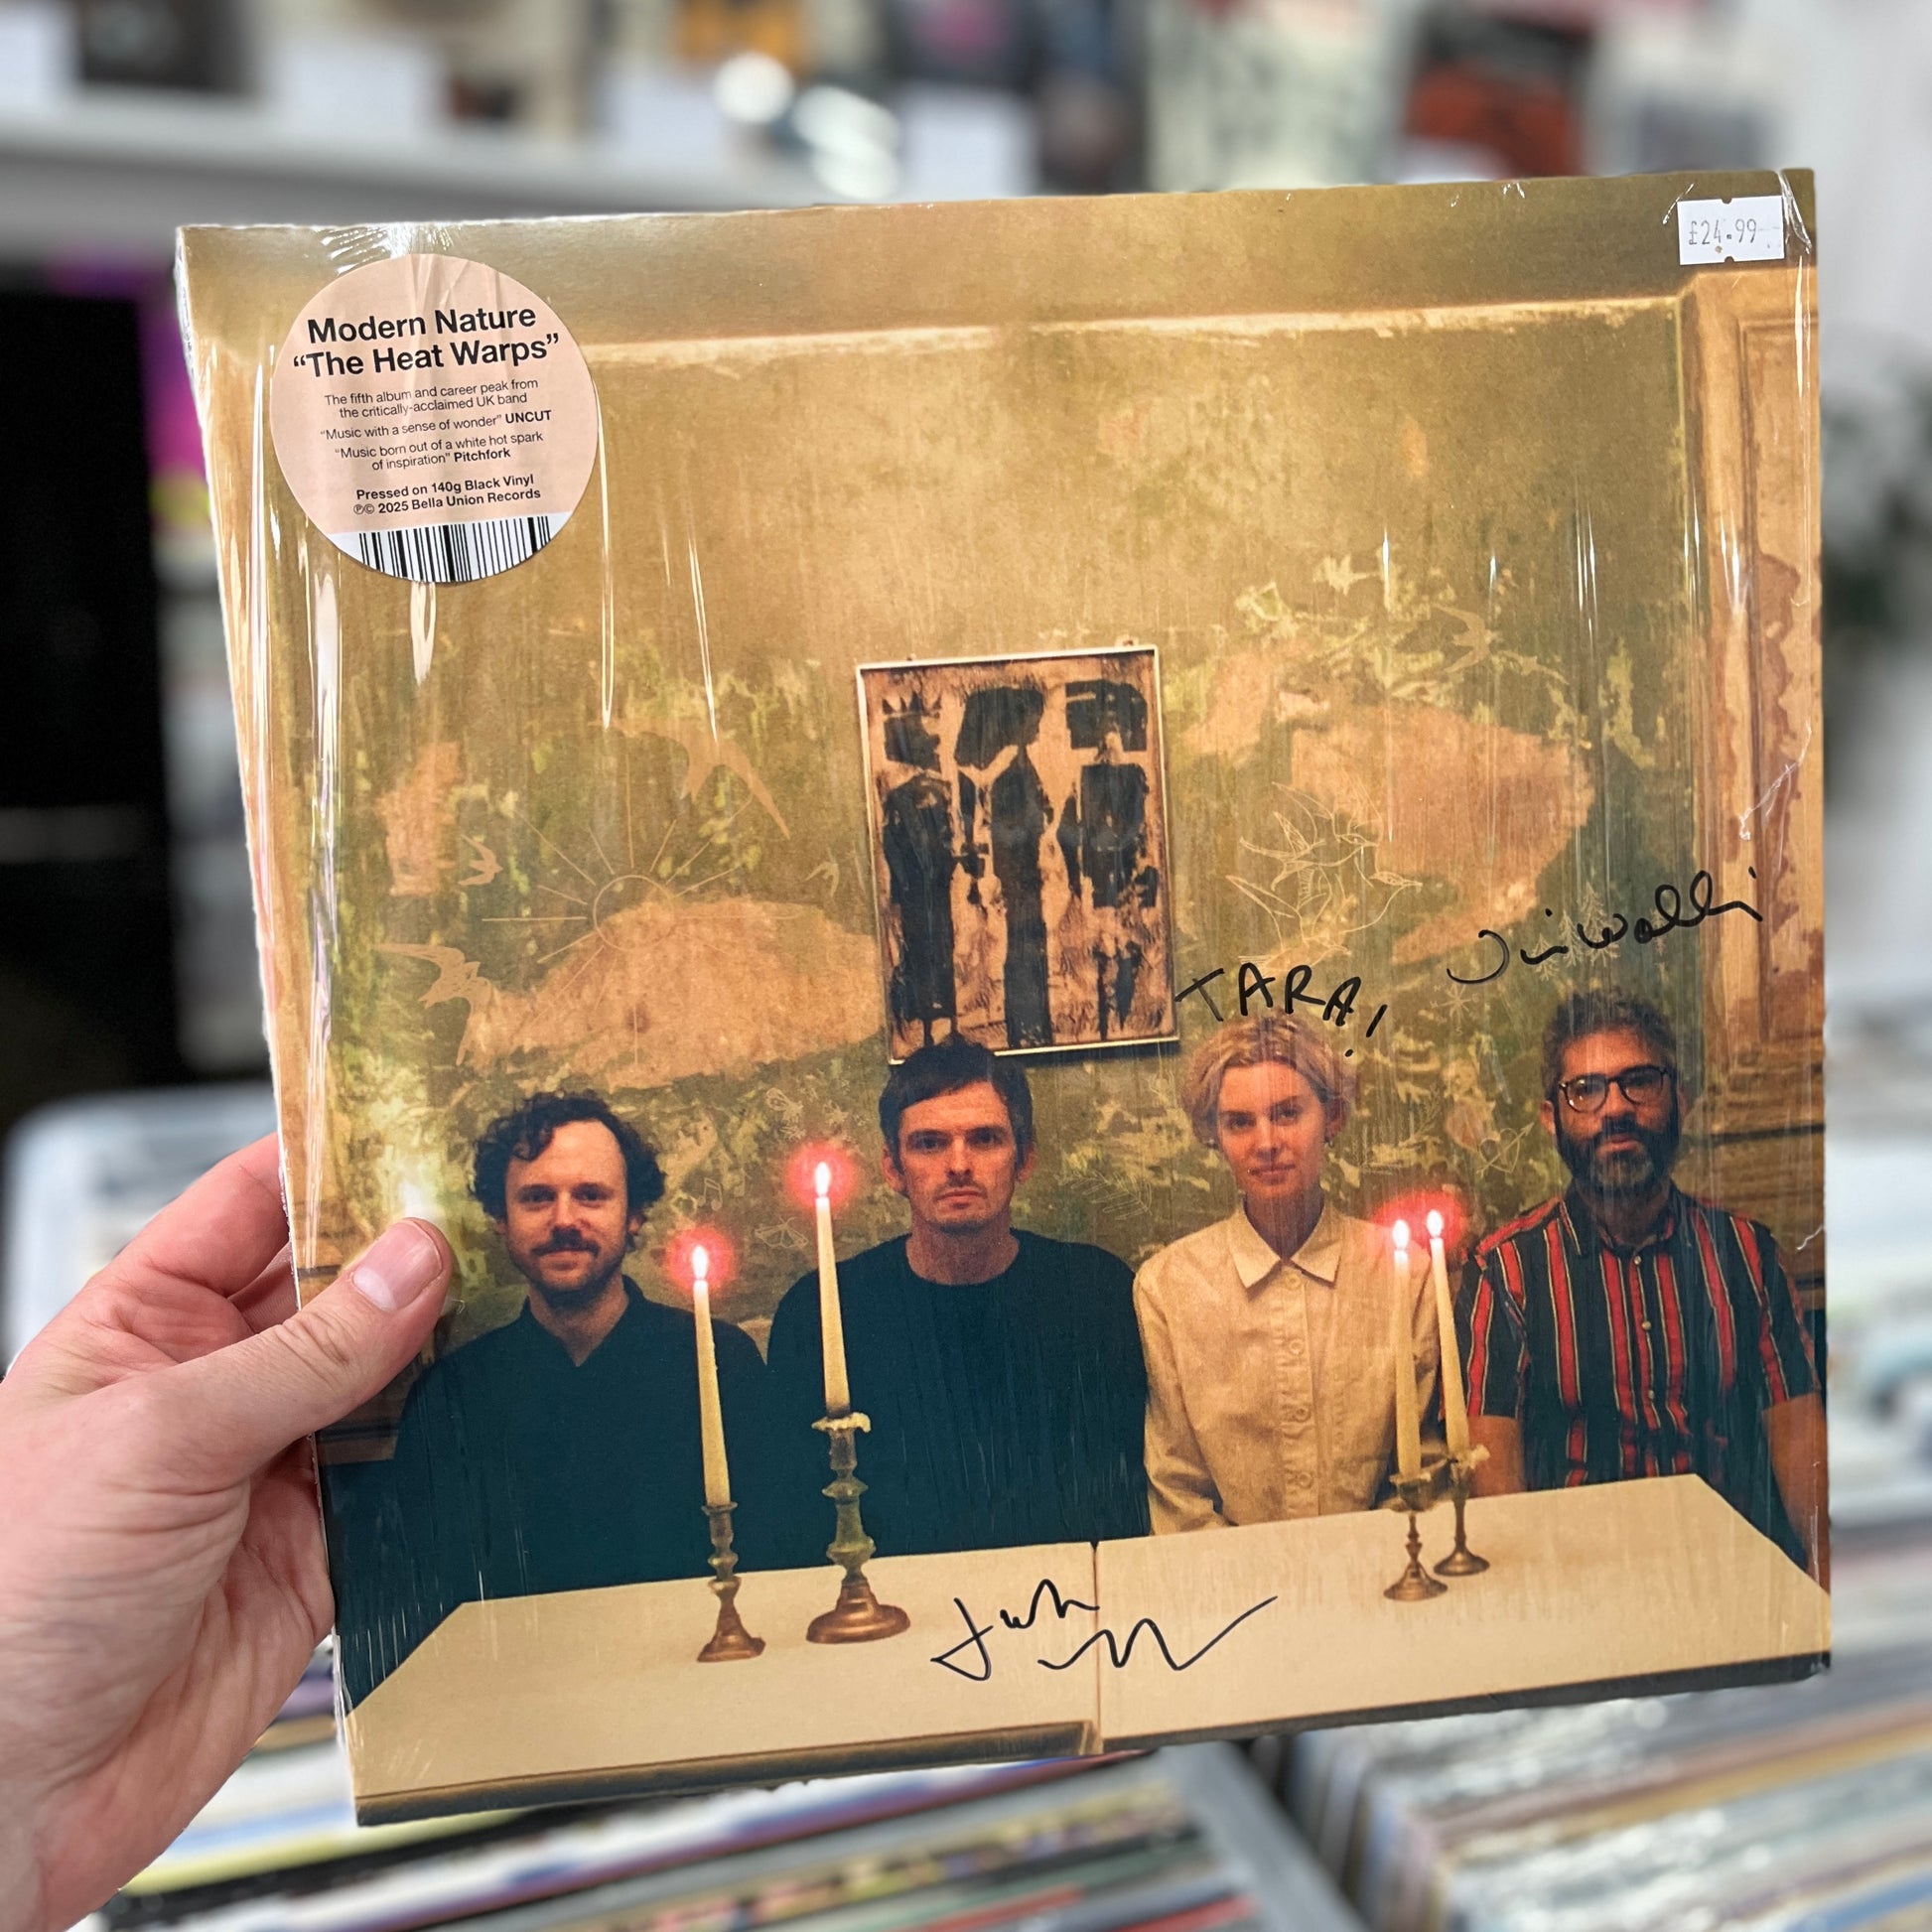 Modern Nature
“The Heat Warps”
The fifth album and career peak from
the critically-acclaimed UK band
“Music with a sense of wonder” UNCUT
“Music born out of a white hot spark
of inspiration” Pitchfork
Pressed on 140g Black Vinyl
℗© 2025 Bella Union Records
£24.99
TARA!
Jim Wallis